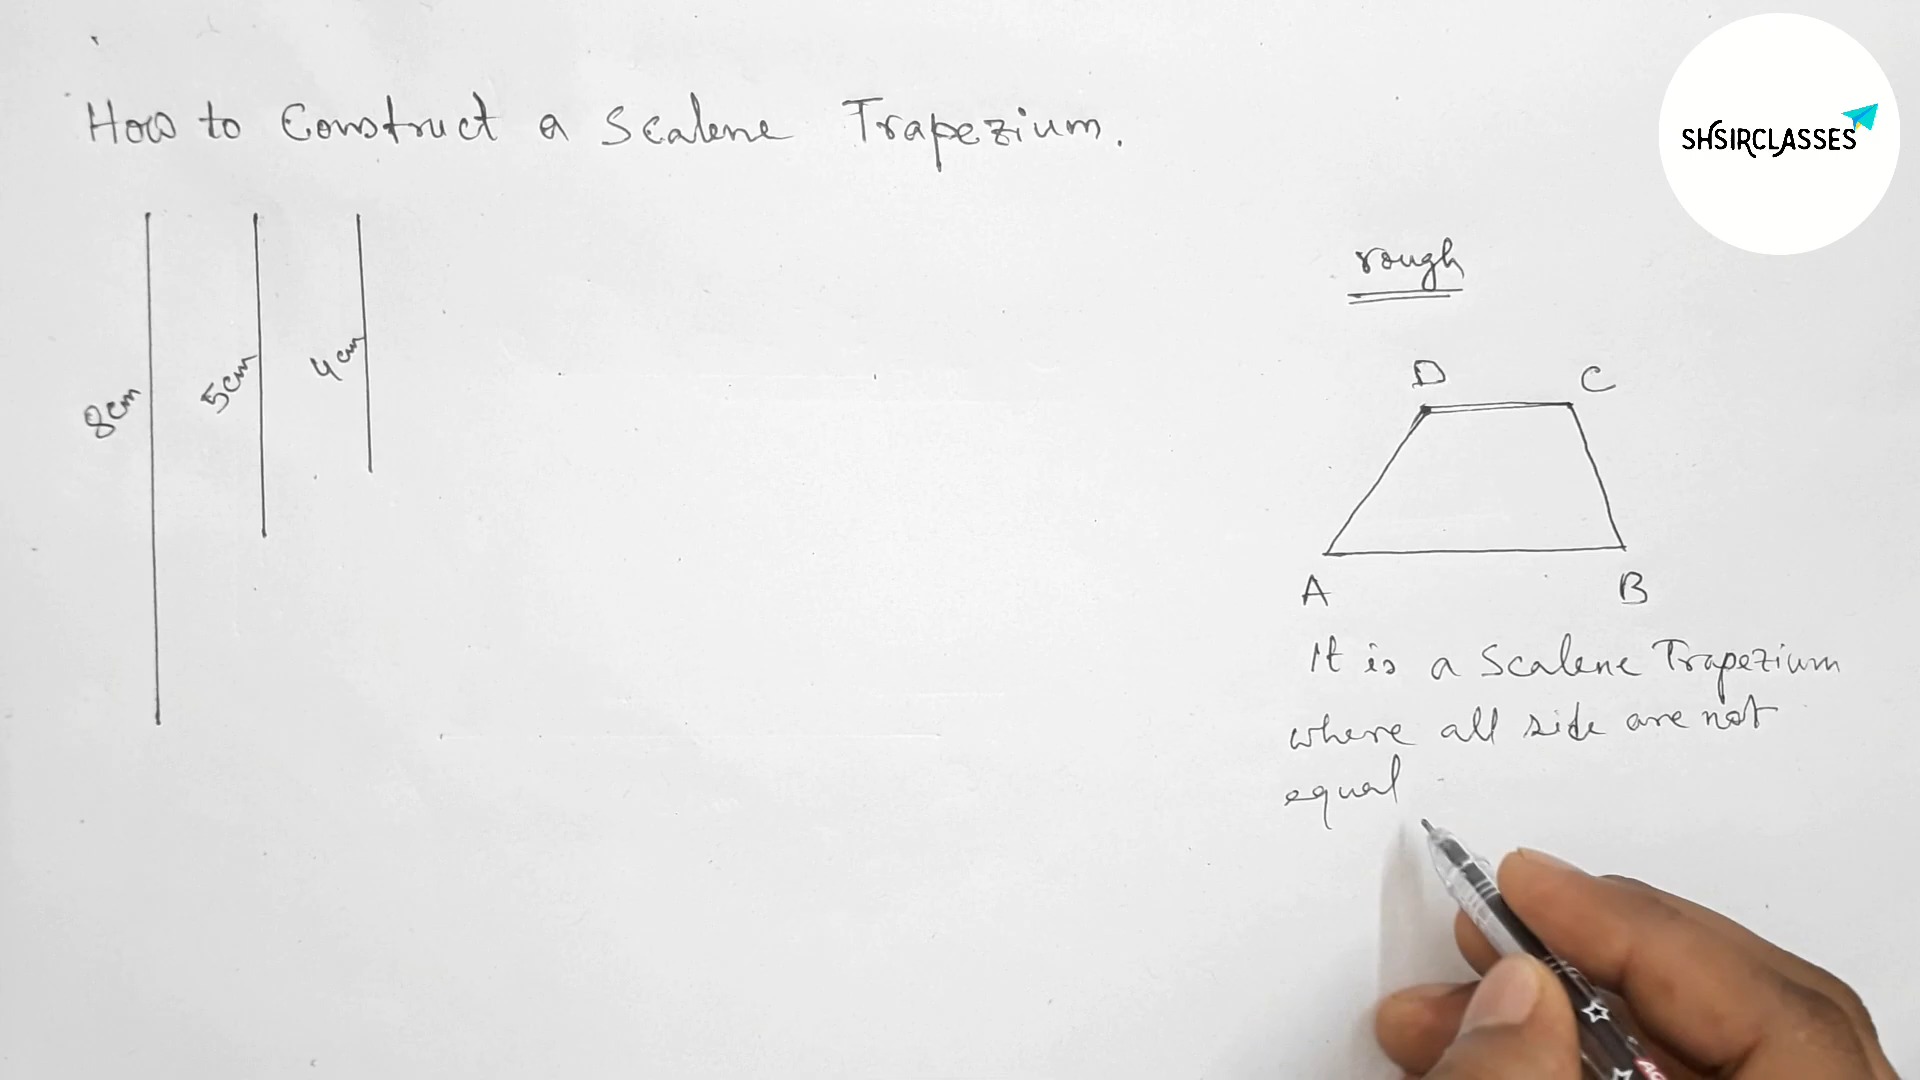 How to Construct a Scalene Trapezium.
SHSIRCLASSES
8cm
5cm
4cm
rough
D
C
A
B
It is a Scalene Trapezium
where all side are not
equal